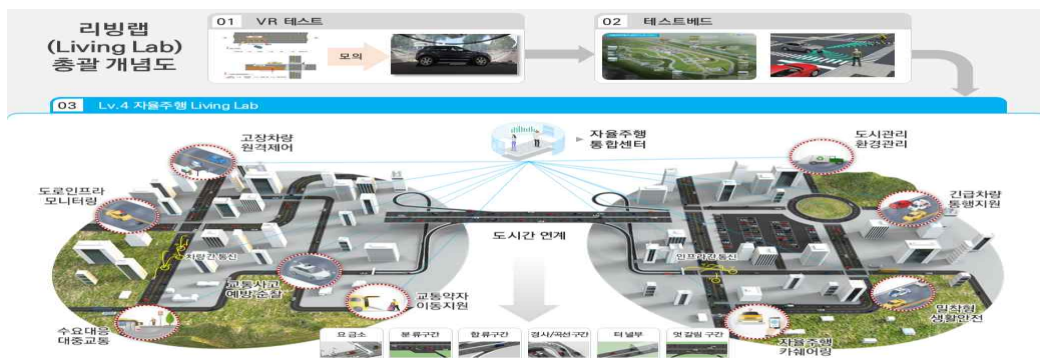 리빙랩
(Living Lab)
총괄 개념도
01 VR 테스트
모의
02 테스트베드
03 Lv.4 자율주행 Living Lab
자율주행
통합센터
고장차량
원격제어
도로인프라
모니터링
차량간 통신
교통사고
예방 순찰
교통약자
이동지원
수요대응
대중교통
도시간 연계
도시관리
환경관리
긴급차량
통행지원
인프라간 통신
밀착형
생활안전
자율주행
카쉐어링
요금소
분류구간
합류구간
경사/곡선구간
터널부
엇갈림 구간